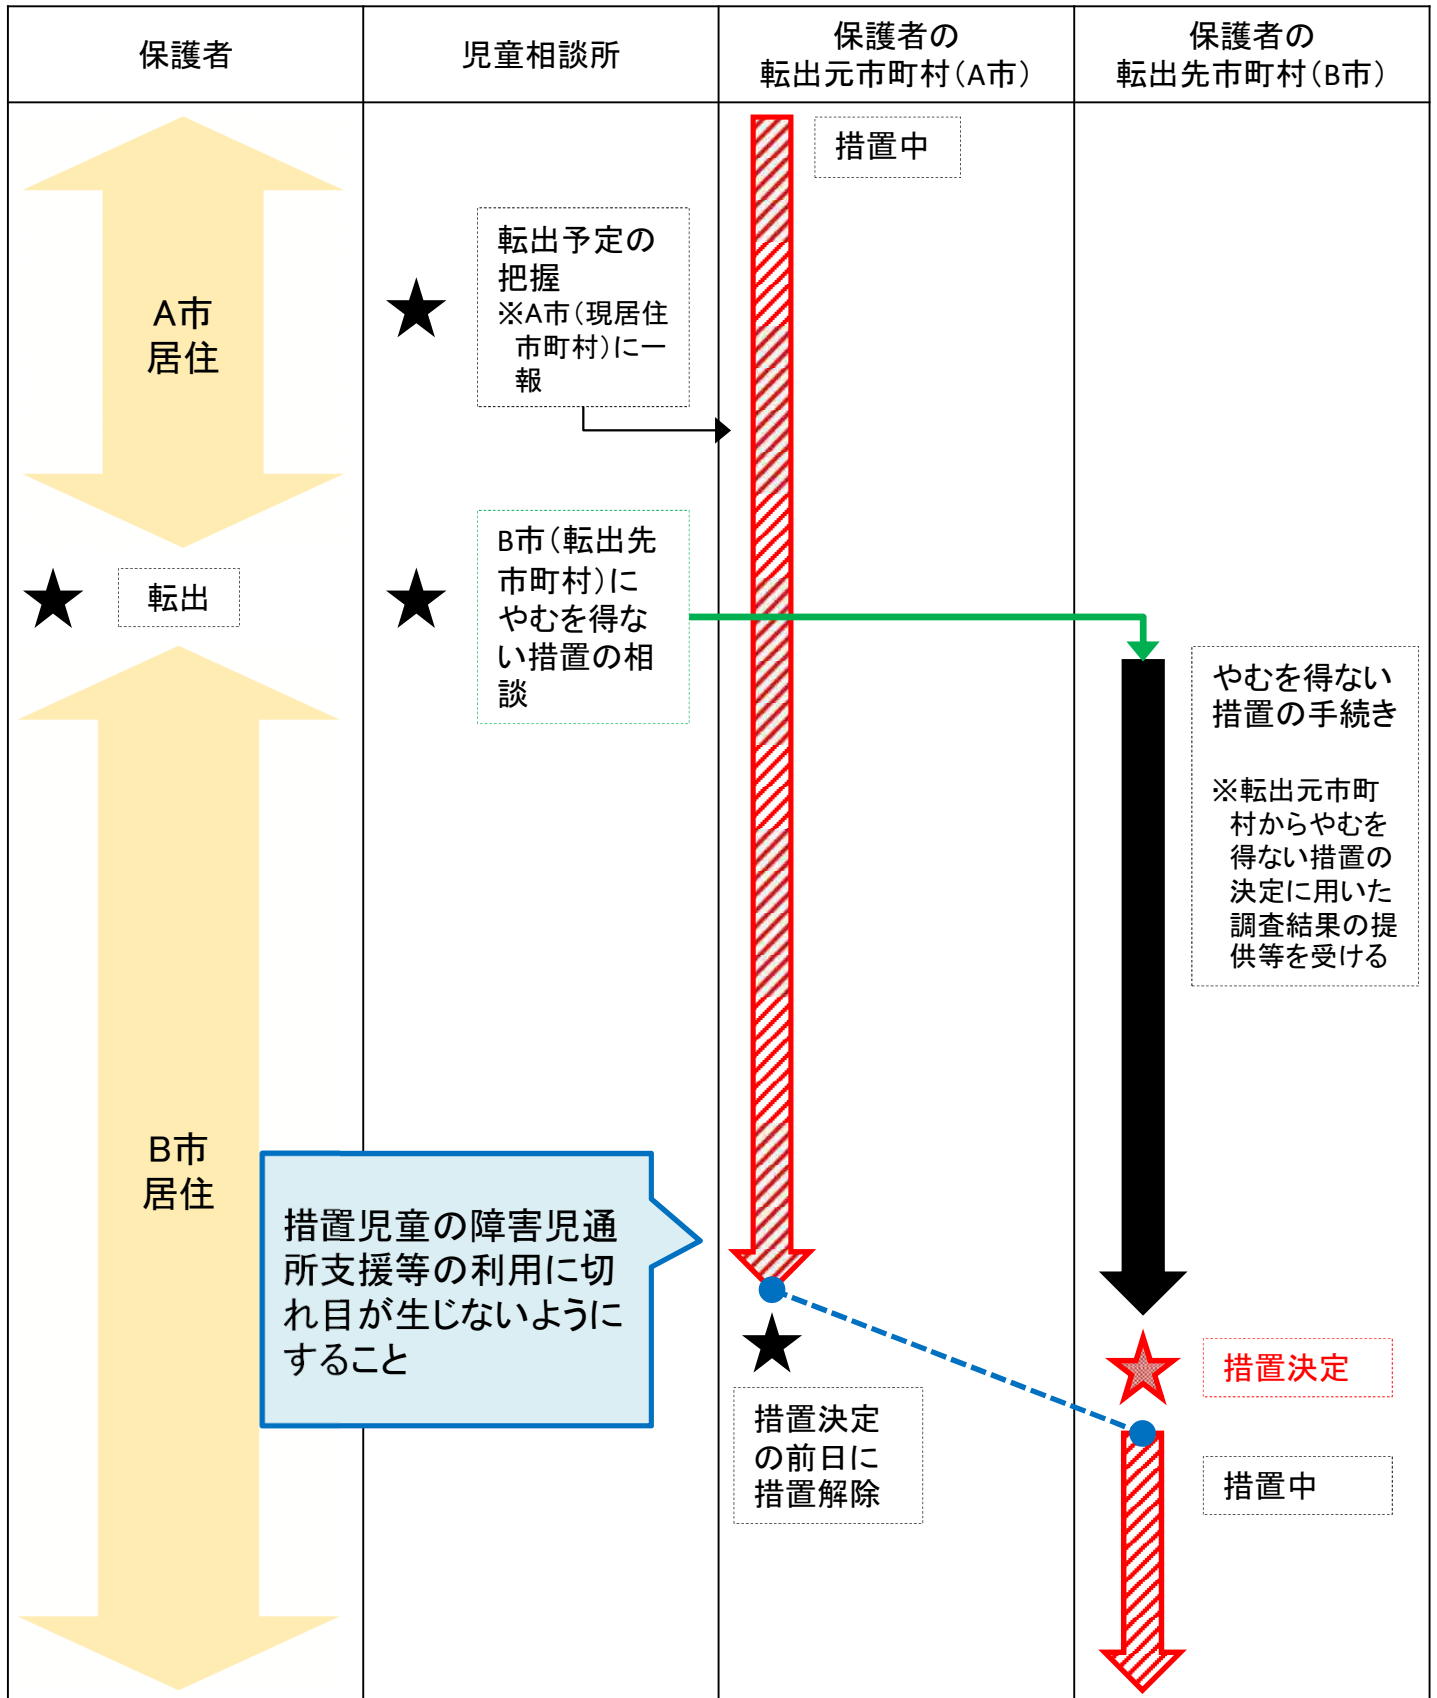 保護者
児童相談所
保護者の
転出元市町村（A市）
保護者の
転出先市町村（B市）
措置中
転出予定の
把握
※A市（現居住
市町村）に一
報
A市
居住
B市（転出先
市町村）に
やむを得な
い措置の相
談
転出
やむを得ない
措置の手続き
※転出元市町
村からやむを
得ない措置の
決定に用いた
調査結果の提
供等を受ける
B市
居住
措置児童の障害児通
所支援等の利用に切
れ目が生じないように
すること
措置決定
措置決定
の前日に
措置解除
措置中